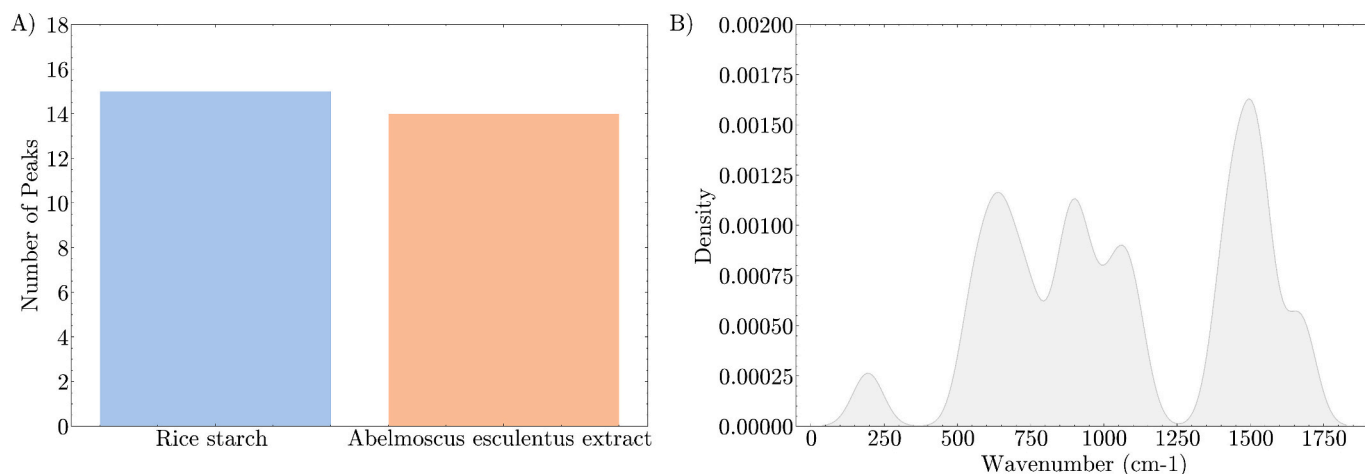 A)
Number of Peaks
18
16
14
12
10
8
6
4
2
0
Rice starch
Abelmoscus esculentus extract
B)
Density
0.00200
0.00175
0.00150
0.00125
0.00100
0.00075
0.00050
0.00025
0.00000
0 250 500 750 1000 1250 1500 1750
Wavenumber (cm-1)